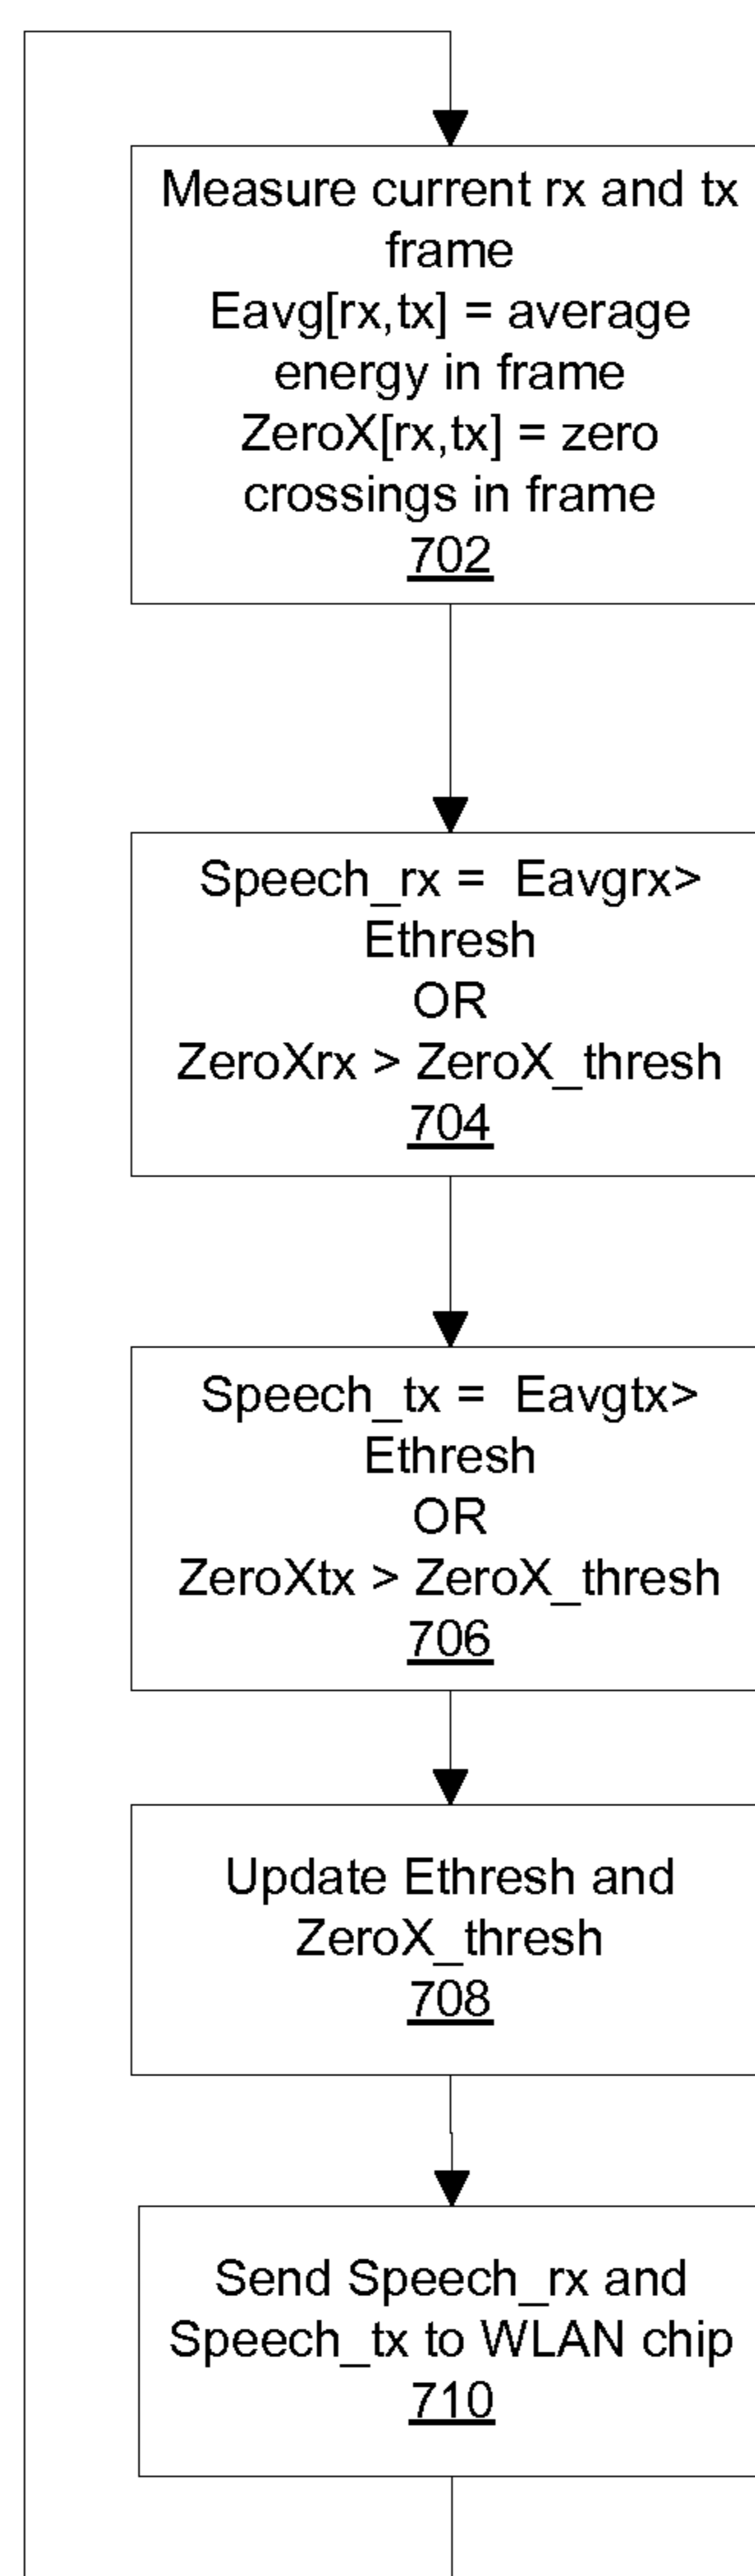 Measure current rx and tx
frame
Eavg[rx,tx] = average
energy in frame
ZeroX[rx,tx] = zero
crossings in frame
702
Speech_rx =  Eavgrx>
Ethresh
OR
ZeroXrx > ZeroX_thresh
704
Speech_tx =  Eavgtx>
Ethresh
OR
ZeroXtx > ZeroX_thresh
706
Update Ethresh and
ZeroX_thresh
708
Send Speech_rx and
Speech_tx to WLAN chip
710